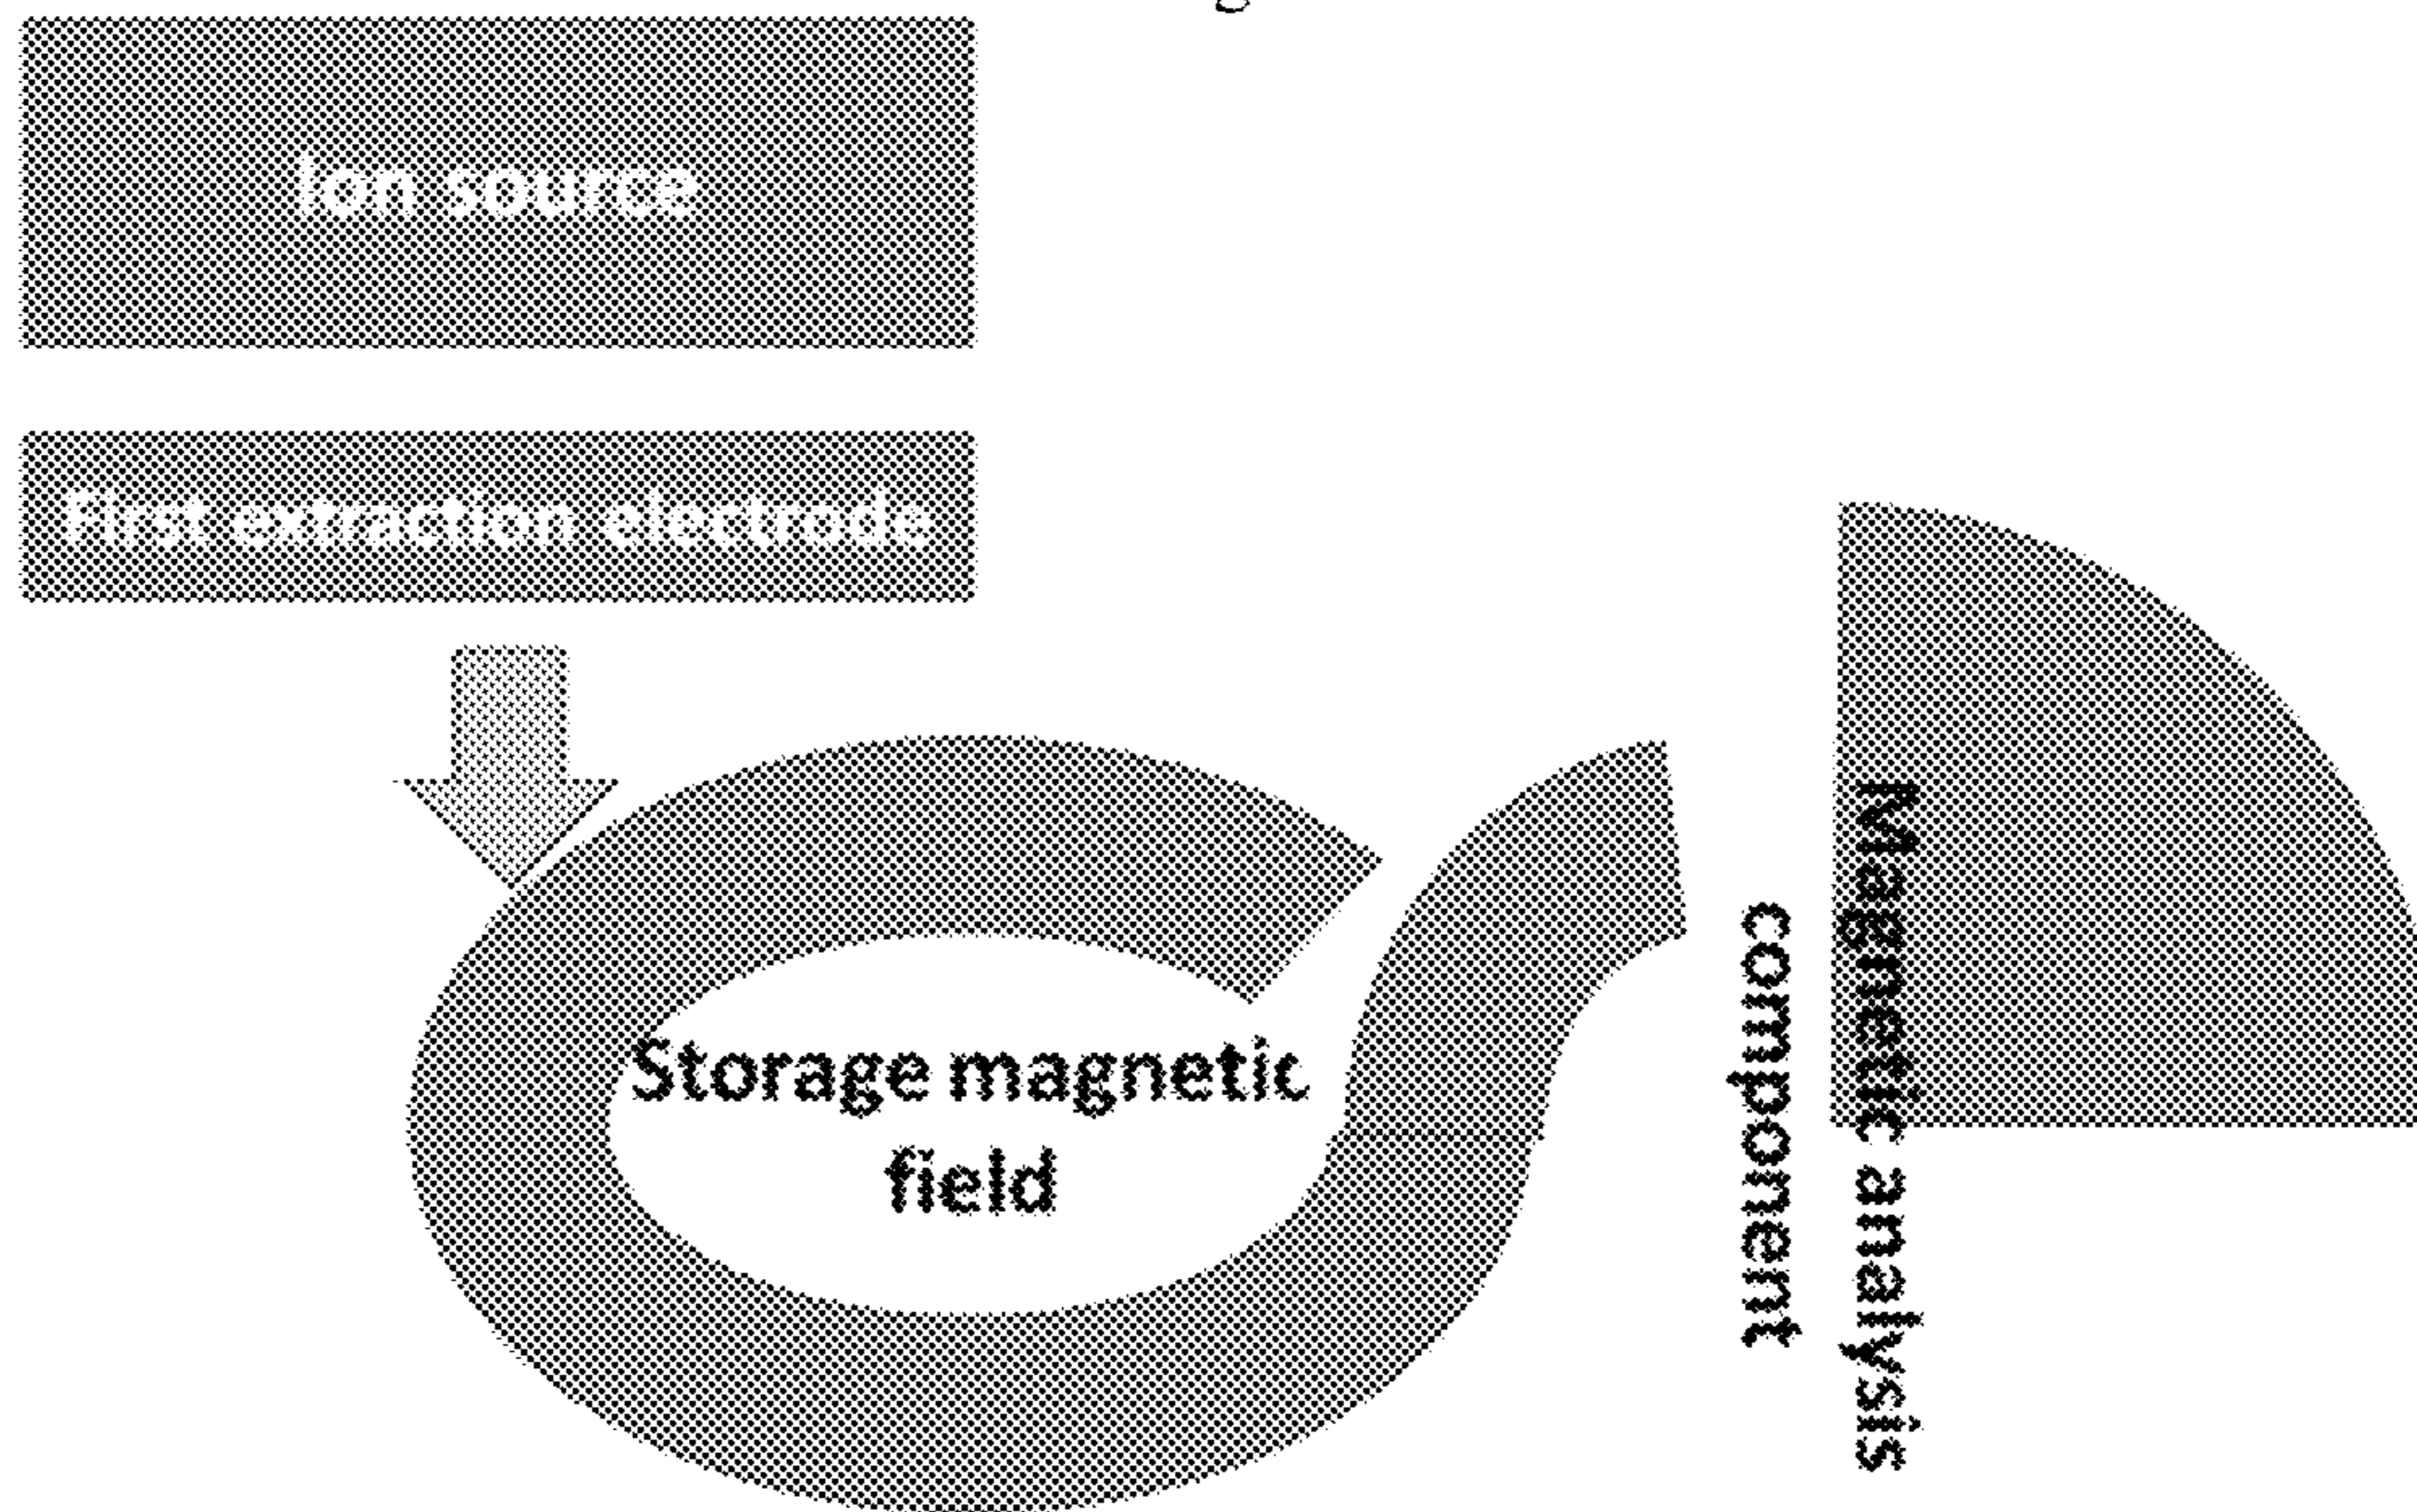 Ion source
First extraction electrode
Storage magnetic
field
Magnetic analysis
component